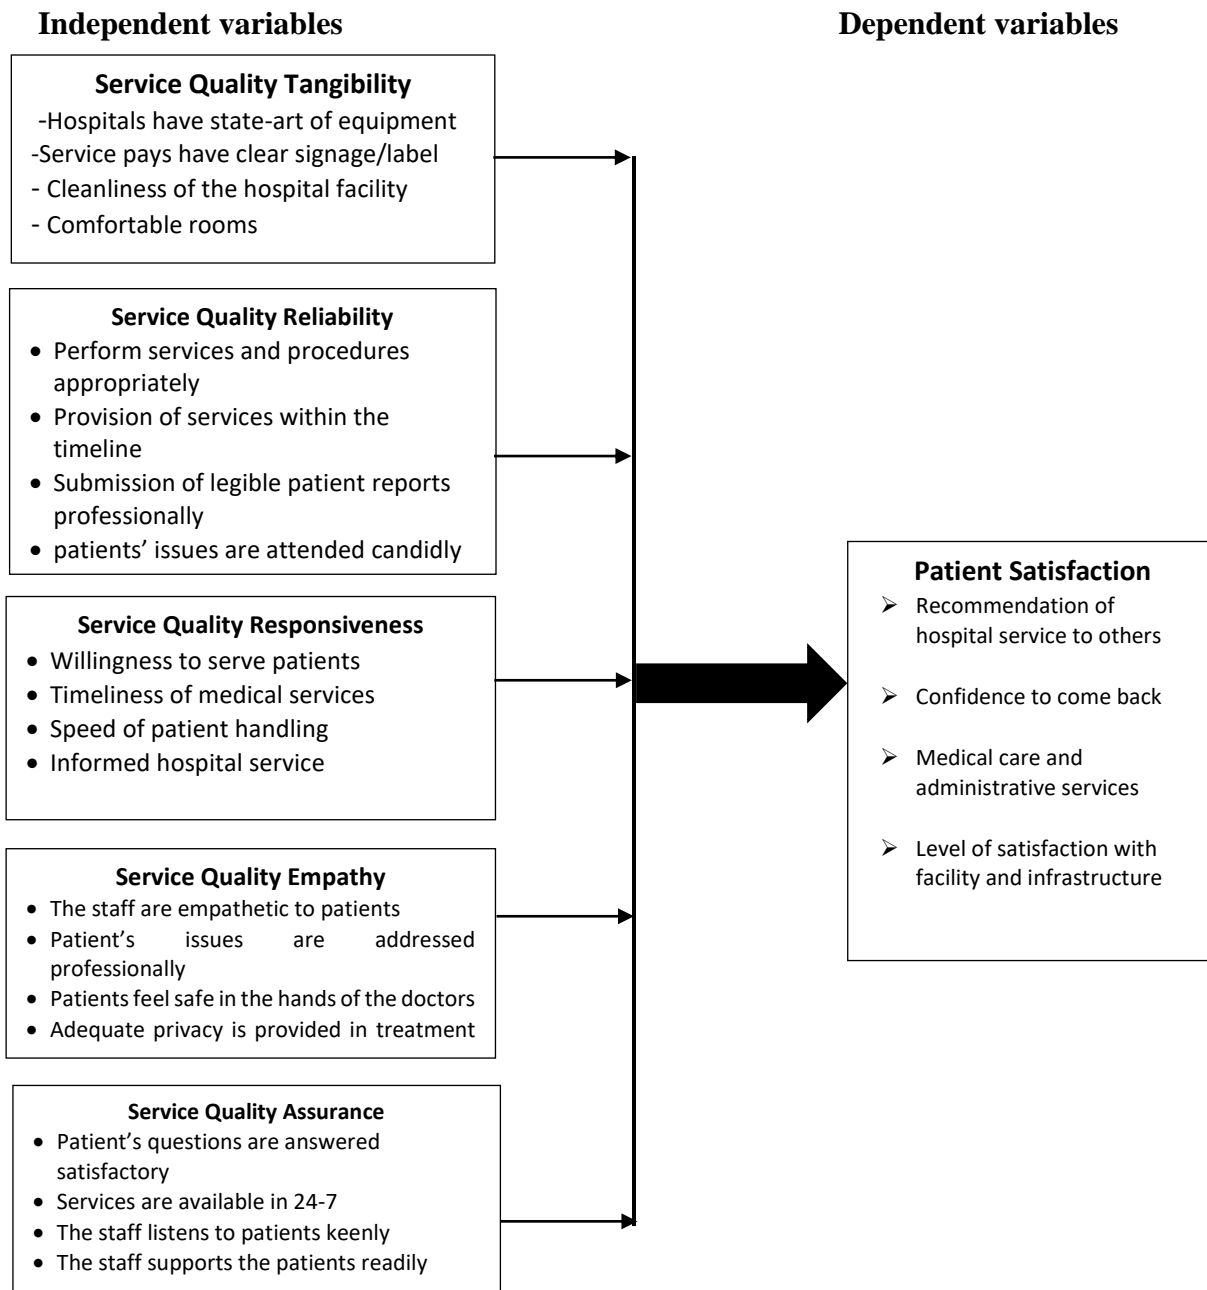 Independent variables
Dependent variables
Service Quality Tangibility
-Hospitals have state-art of equipment
-Service pays have clear signage/label
- Cleanliness of the hospital facility
- Comfortable rooms
Service Quality Reliability
• Perform services and procedures
appropriately
• Provision of services within the
timeline
• Submission of legible patient reports
professionally
• patients’ issues are attended candidly
Service Quality Responsiveness
• Willingness to serve patients
• Timeliness of medical services
• Speed of patient handling
• Informed hospital service
Service Quality Empathy
• The staff are empathetic to patients
• Patient’s issues are addressed
professionally
• Patients feel safe in the hands of the doctors
• Adequate privacy is provided in treatment
Service Quality Assurance
• Patient’s questions are answered
satisfactory
• Services are available in 24-7
• The staff listens to patients keenly
• The staff supports the patients readily
Patient Satisfaction
➢ Recommendation of
hospital service to others
➢ Confidence to come back
➢ Medical care and
administrative services
➢ Level of satisfaction with
facility and infrastructure